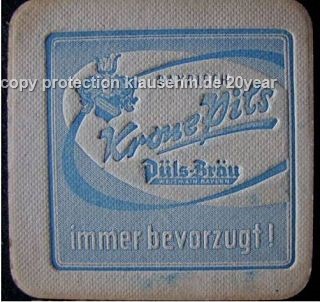 copy protection klausehm.de 20year
Krone Pils
Püls-Bräu
WEISMAIN BAYERN
immer bevorzugt!